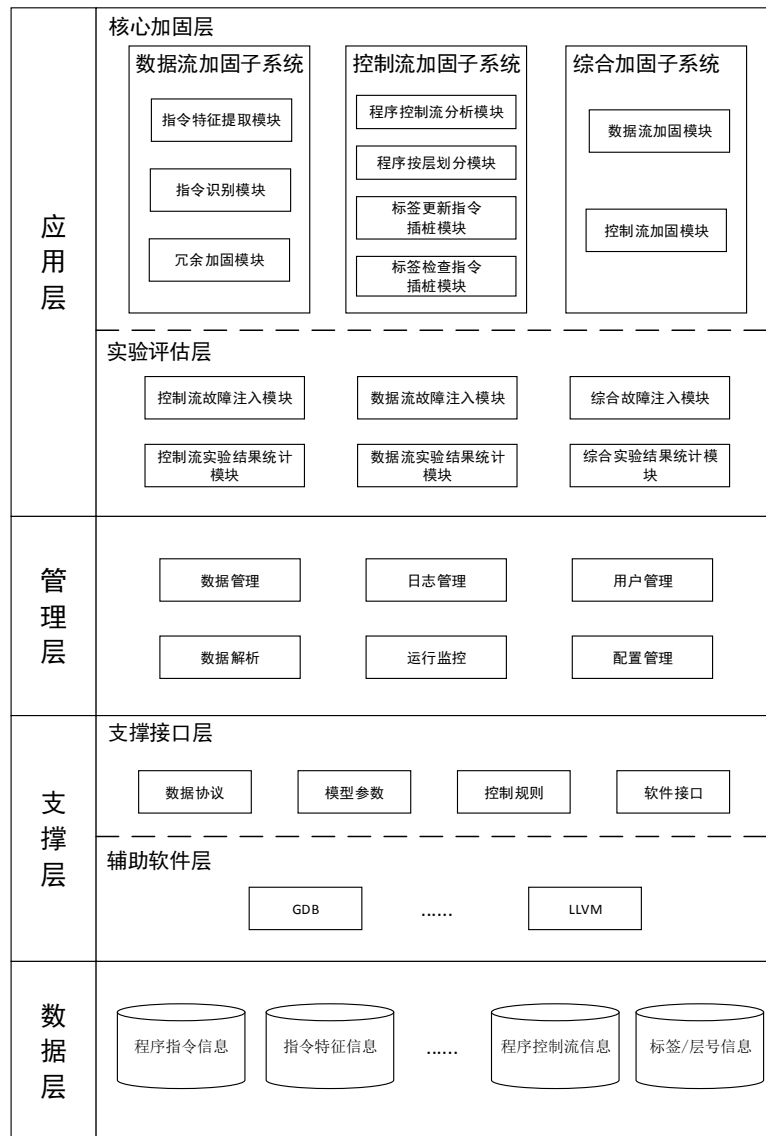 应用层
核心加固层
数据流加固子系统
指令特征提取模块
指令识别模块
冗余加固模块
控制流加固子系统
程序控制流分析模块
程序按层划分模块
标签更新指令
插桩模块
标签检查指令
插桩模块
综合加固子系统
数据流加固模块
控制流加固模块
实验评估层
控制流故障注入模块
数据流故障注入模块
综合故障注入模块
控制流实验结果统计
模块
数据流实验结果统计
模块
综合实验结果统计模
块
管理层
数据管理
日志管理
用户管理
数据解析
运行监控
配置管理
支撑层
支撑接口层
数据协议
模型参数
控制规则
软件接口
辅助软件层
GDB
......
LLVM
数据层
程序指令信息
指令特征信息
......
程序控制流信息
标签/层号信息